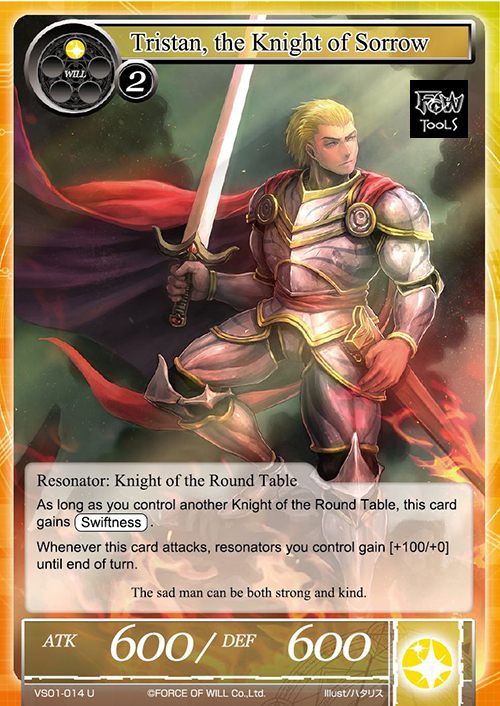 Tristan, the Knight of Sorrow
WILL
2
FoW
TOOLS
Resonator: Knight of the Round Table
As long as you control another Knight of the Round Table, this card
gains Swiftness .
Whenever this card attacks, resonators you control gain [+100/+0]
until end of turn.
The sad man can be both strong and kind.
ATK 600 / DEF 600
VS01-014 U ©FORCE OF WILL Co.,Ltd. Illust/ハタリス